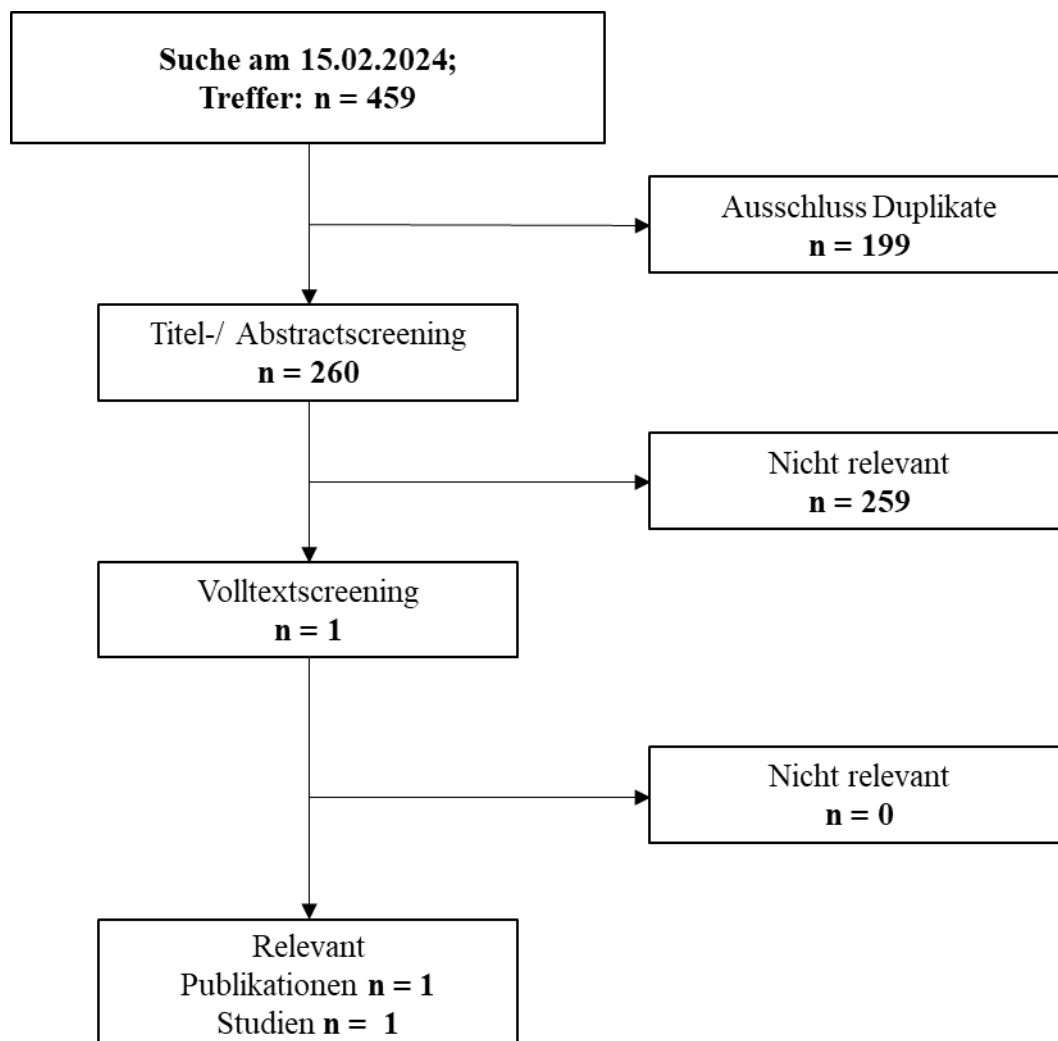 Suche am 15.02.2024;
Treffer: n = 459
Ausschluss Duplikate
n = 199
Titel-/ Abstractscreening
n = 260
Nicht relevant
n = 259
Volltextscreening
n = 1
Nicht relevant
n = 0
Relevant
Publikationen n = 1
Studien n = 1